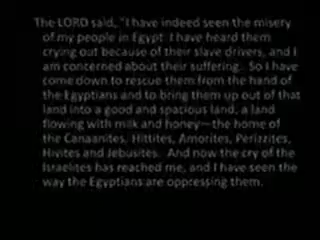 The LORD said, "I have indeed seen the misery
of my people in Egypt. I have heard them
crying out because of their slave drivers, and I
am concerned about their suffering. So I have
come down to rescue them from the hand of
the Egyptians and to bring them up out of that
land into a good and spacious land, a land
flowing with milk and honey—the home of
the Canaanites, Hittites, Amorites, Perizzites,
Hivites and Jebusites. And now the cry of the
Israelites has reached me, and I have seen the
way the Egyptians are oppressing them.